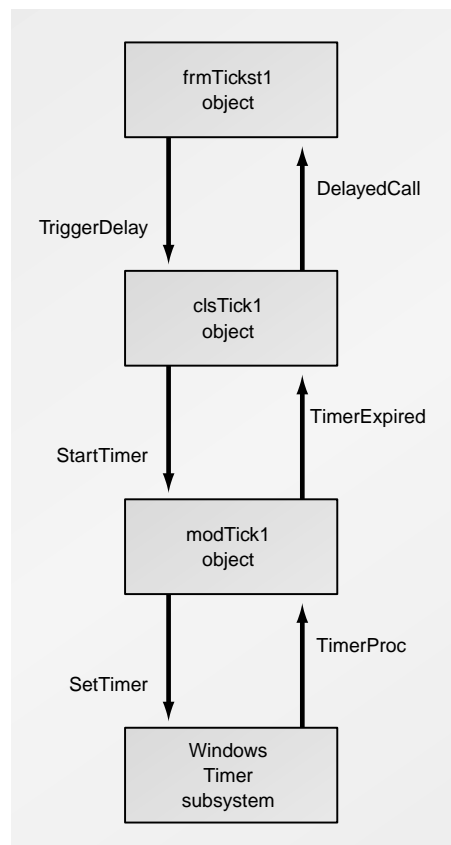 frmTickst1
object
DelayedCall
TriggerDelay
clsTick1
object
TimerExpired
StartTimer
modTick1
object
TimerProc
SetTimer
Windows
Timer
subsystem